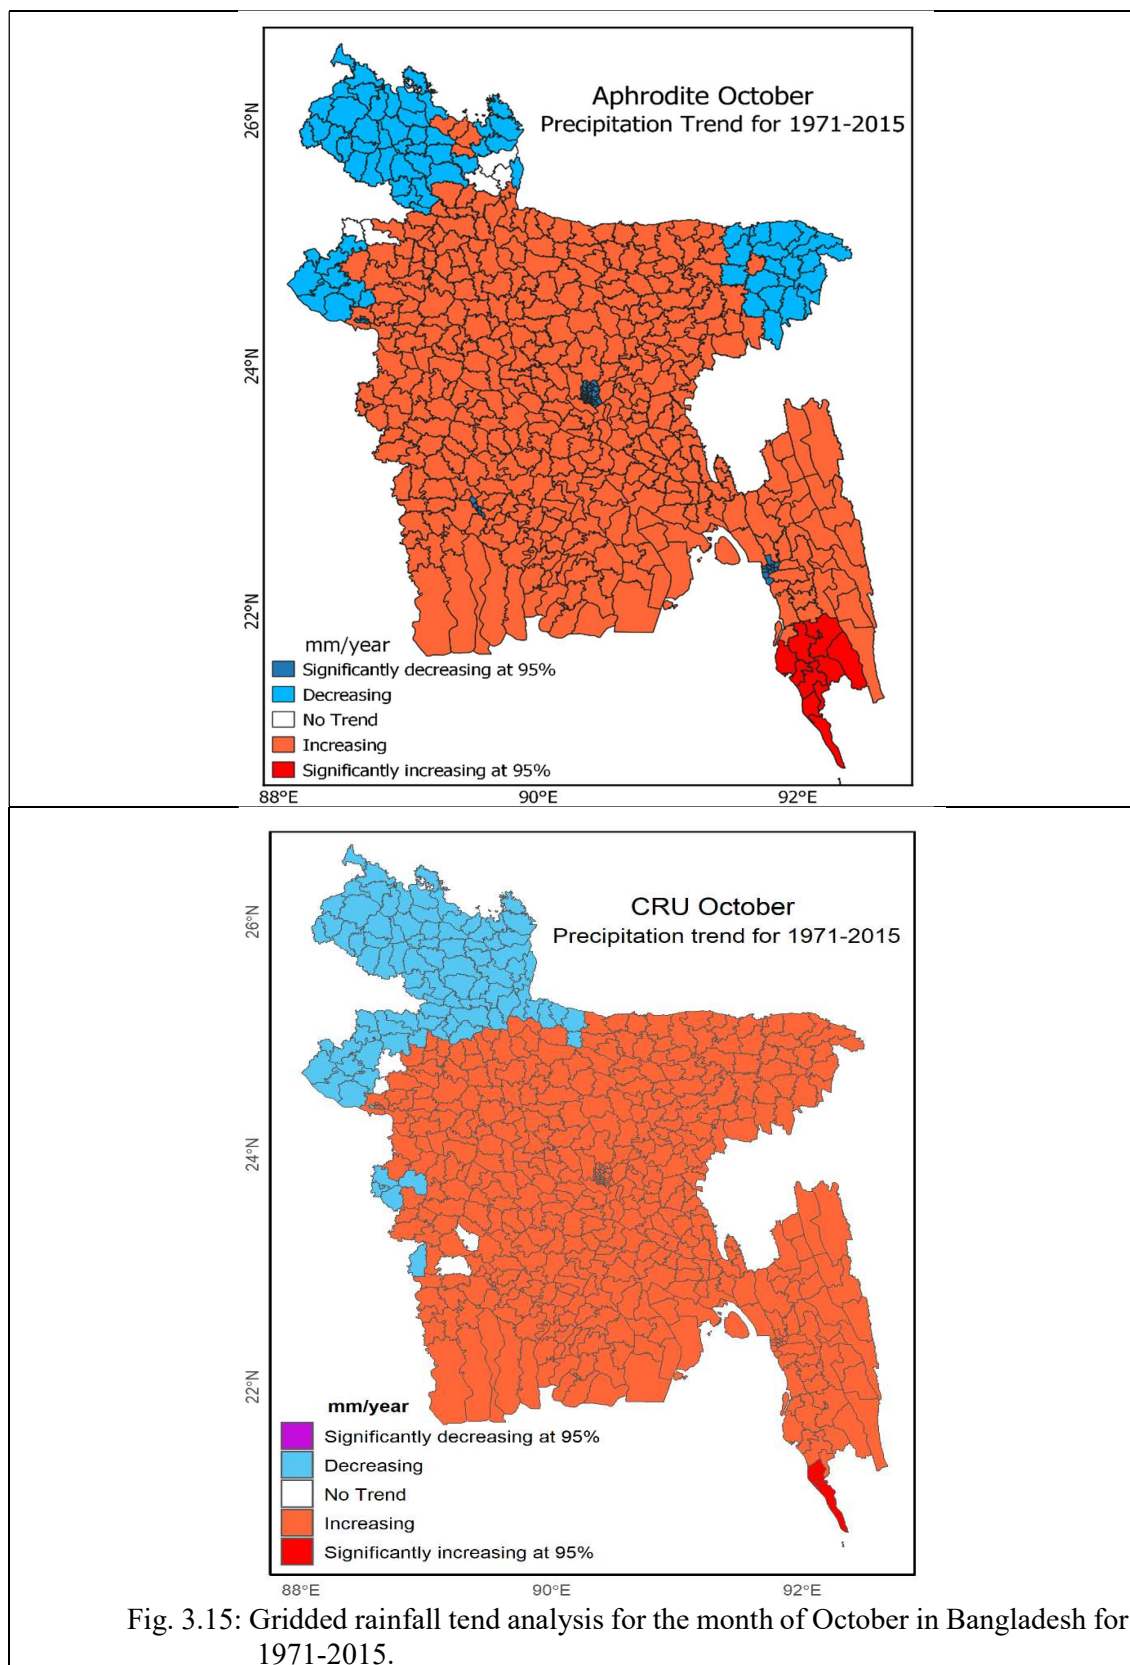 Aphrodite October
Precipitation Trend for 1971-2015
26°N
24°N
22°N
mm/year
Significantly decreasing at 95%
Decreasing
No Trend
Increasing
Significantly increasing at 95%
88°E 90°E 92°E
CRU October
Precipitation trend for 1971-2015
26°N
24°N
22°N
mm/year
Significantly decreasing at 95%
Decreasing
No Trend
Increasing
Significantly increasing at 95%
88°E 90°E 92°E
Fig. 3.15: Gridded rainfall tend analysis for the month of October in Bangladesh for
1971-2015.